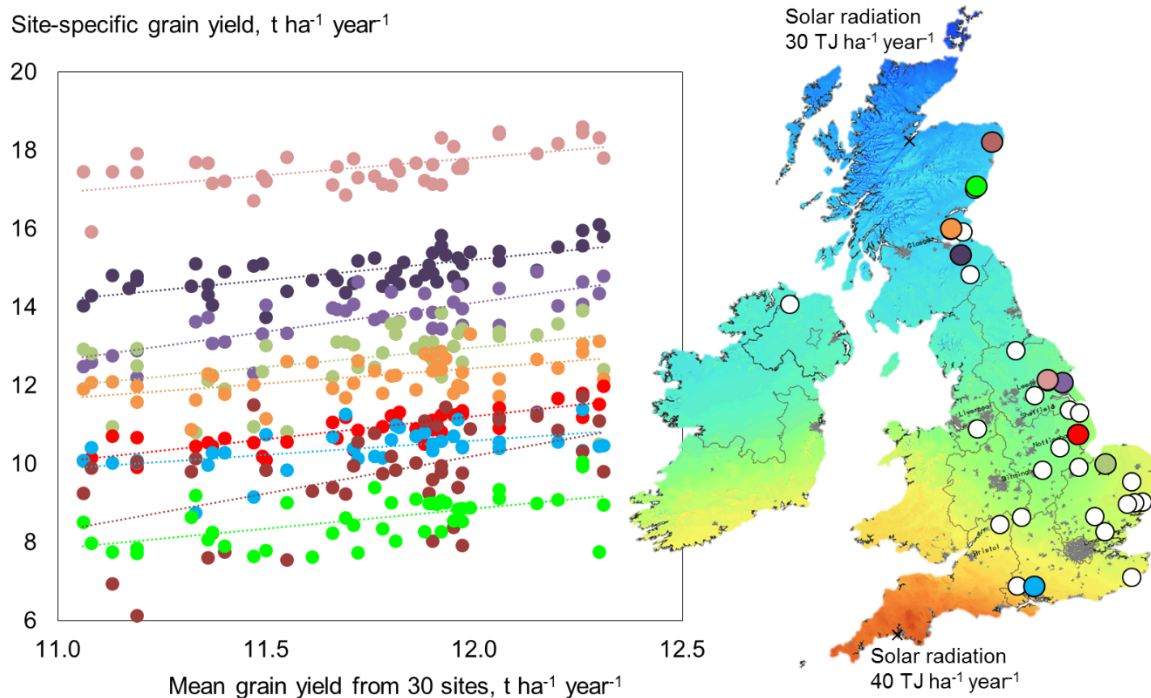 Site-specific grain yield, t ha⁻¹ year⁻¹
20
18
16
14
12
10
8
6
11.0
11.5
12.0
12.5
Mean grain yield from 30 sites, t ha⁻¹ year⁻¹
Solar radiation
30 TJ ha⁻¹ year⁻¹
Solar radiation
40 TJ ha⁻¹ year⁻¹
Liverpool
Bristol